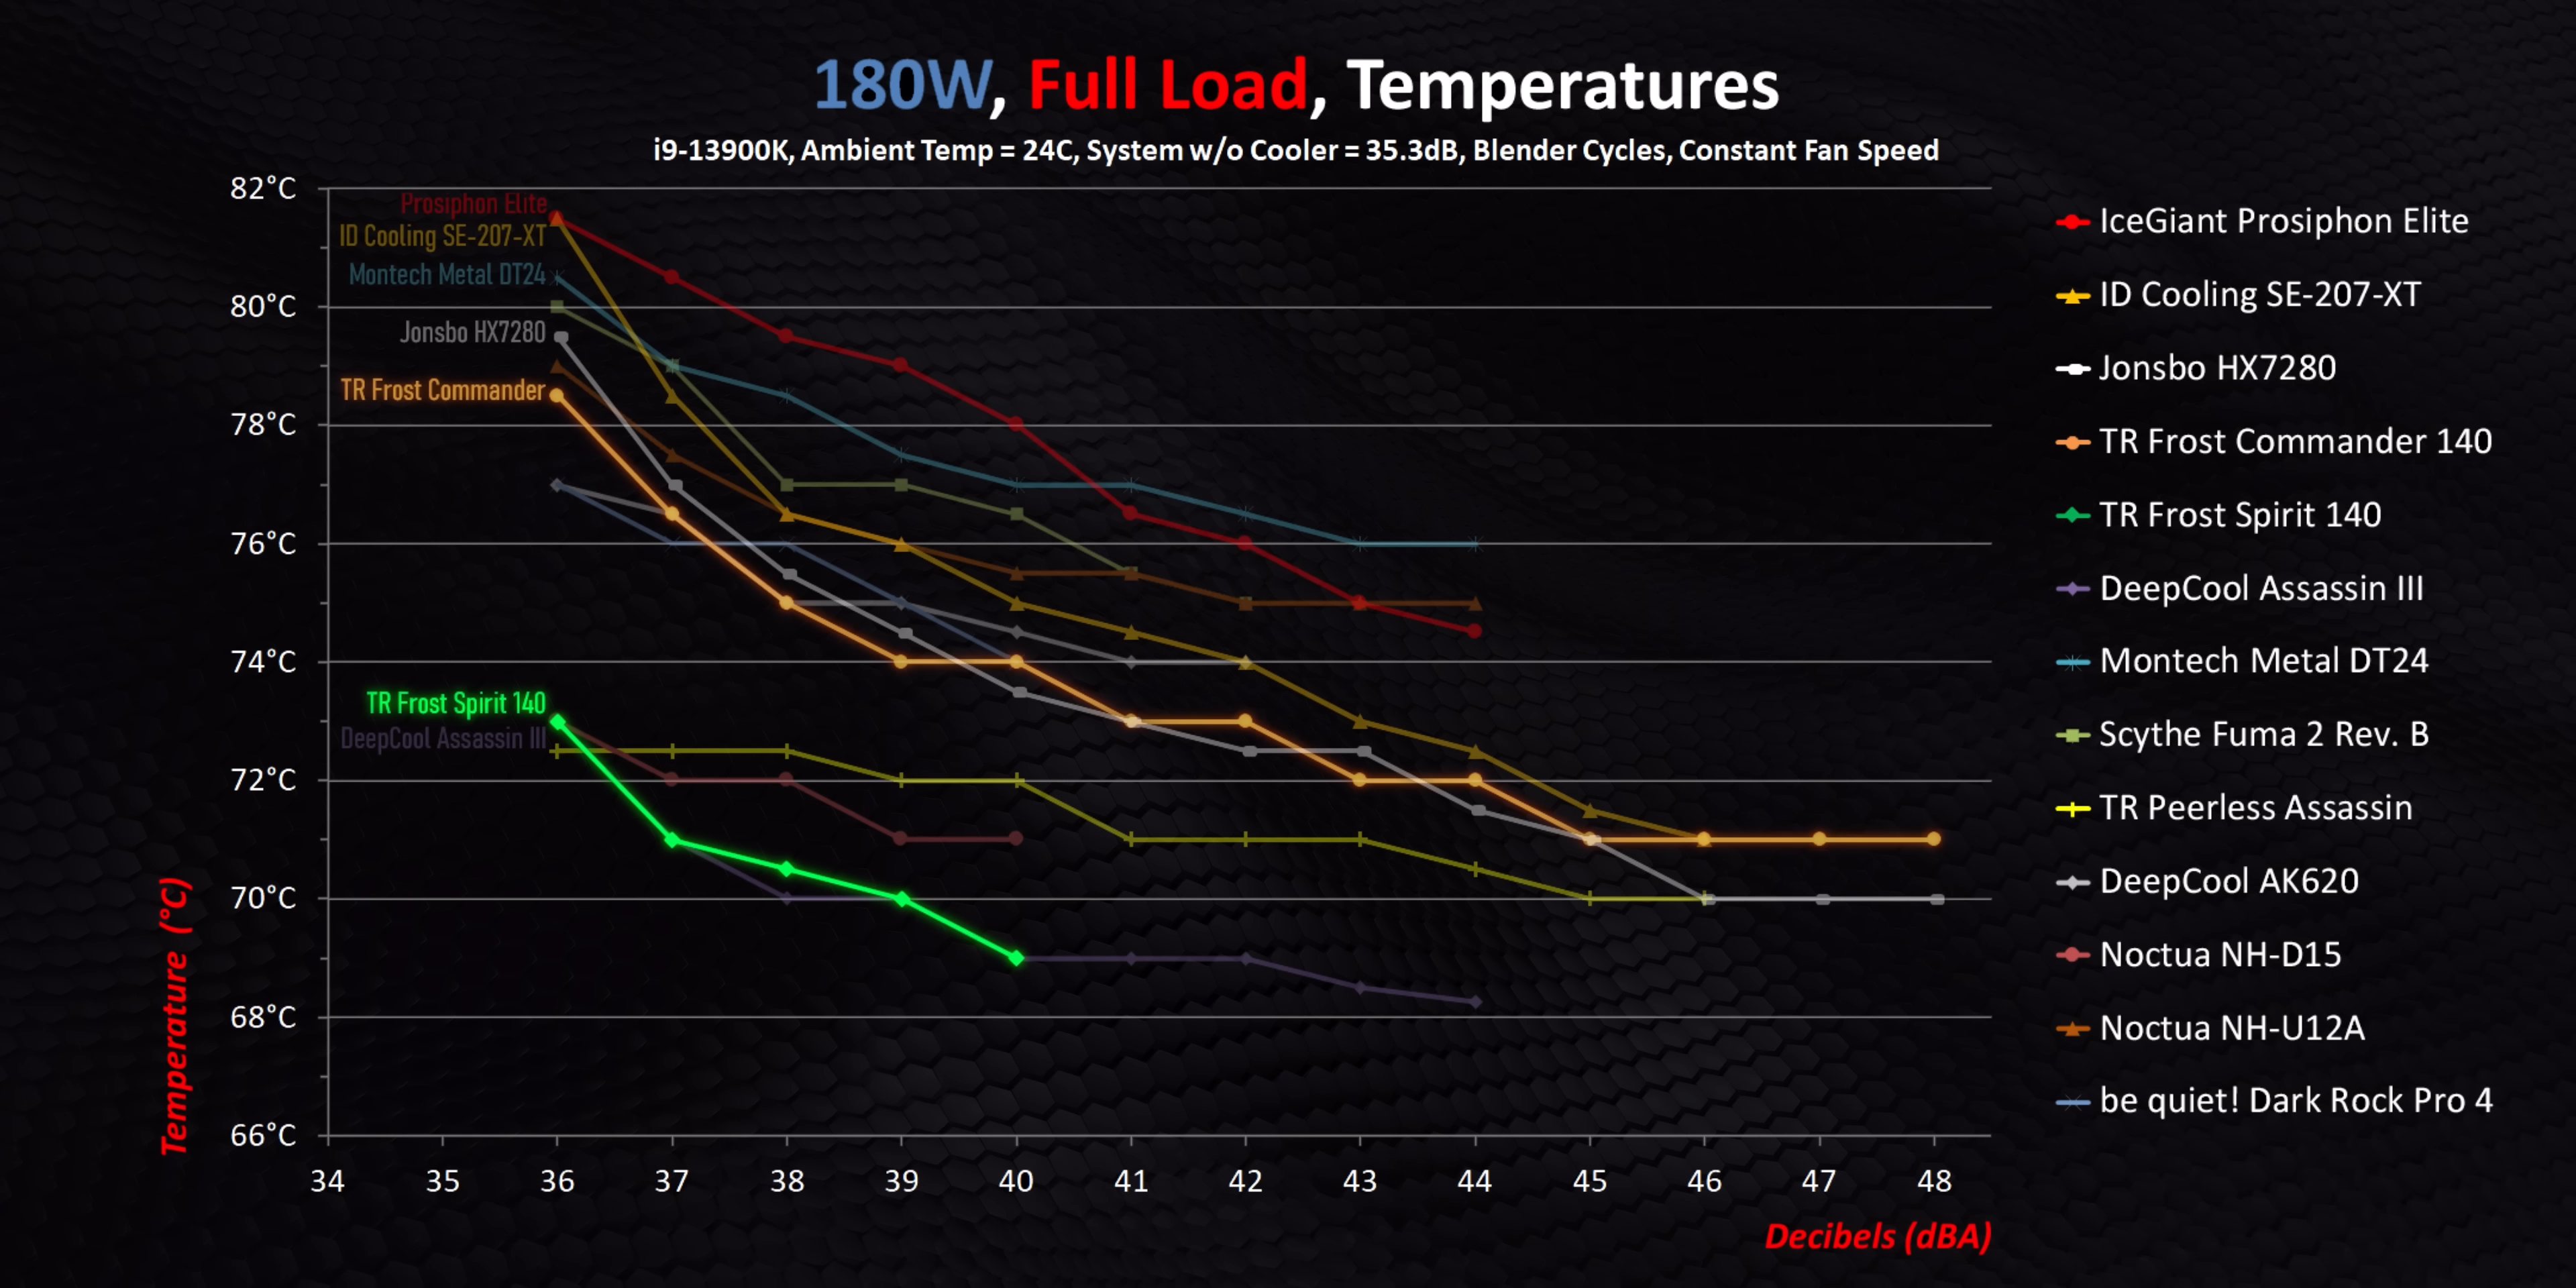 180W, Full Load, Temperatures
i9-13900K, Ambient Temp = 24C, System w/o Cooler = 35.3dB, Blender Cycles, Constant Fan Speed
82°C
80°C
78°C
76°C
74°C
72°C
70°C
68°C
66°C
Temperature (°C)
Prosiphon Elite
ID Cooling SE-207-XT
Montech Metal DT24
Jonsbo HX7280
TR Frost Commander
TR Frost Spirit 140
DeepCool Assassin III
34 35 36 37 38 39 40 41 42 43 44 45 46 47 48
Decibels (dBA)
IceGiant Prosiphon Elite
ID Cooling SE-207-XT
Jonsbo HX7280
TR Frost Commander 140
TR Frost Spirit 140
DeepCool Assassin III
Montech Metal DT24
Scythe Fuma 2 Rev. B
TR Peerless Assassin
DeepCool AK620
Noctua NH-D15
Noctua NH-U12A
be quiet! Dark Rock Pro 4